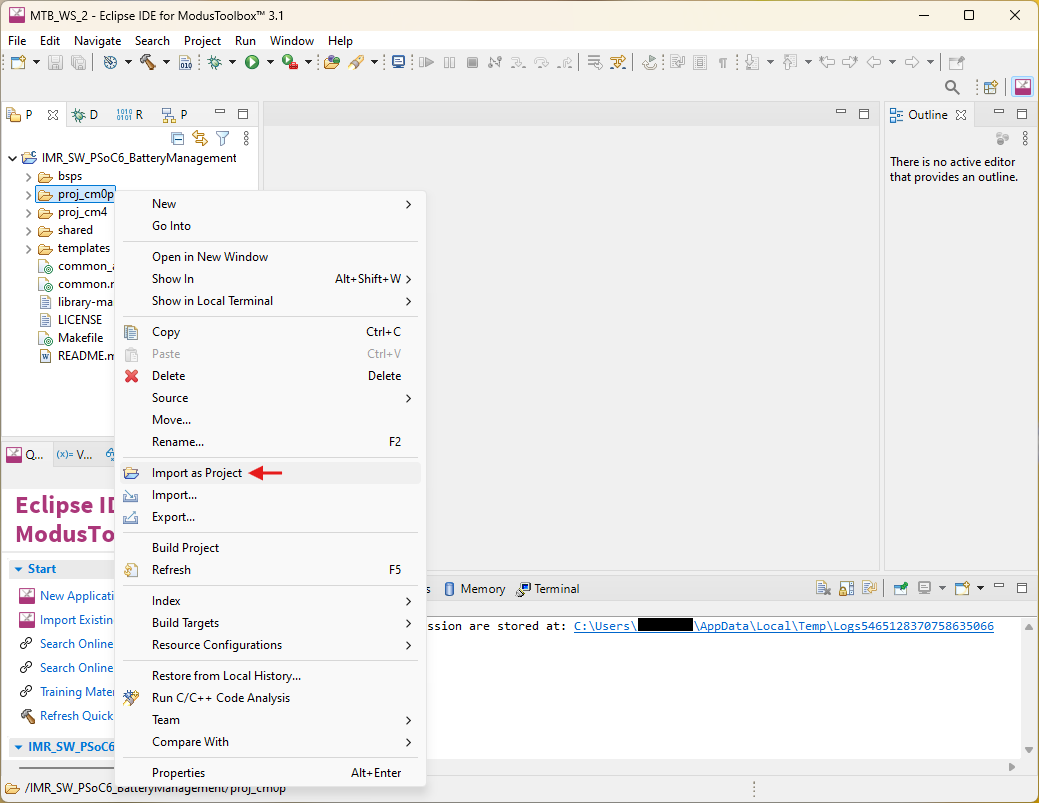 MTB_WS_2 - Eclipse IDE for ModusToolbox™ 3.1
File Edit Navigate Search Project Run Window Help
P D R P
Outline
There is no active editor
that provides an outline.
IMR_SW_PSoC6_BatteryManagement
bsps
proj_cm0p
proj_cm4
shared
templates
common_a
common.m
library-ma
LICENSE
Makefile
README.m
New
Go Into
Open in New Window
Show In Alt+Shift+W
Show in Local Terminal
Copy Ctrl+C
Paste Ctrl+V
Delete Delete
Source
Move...
Rename... F2
Import as Project
Import...
Export...
Build Project
Refresh F5
Index
Build Targets
Resource Configurations
Restore from Local History...
Run C/C++ Code Analysis
Team
Compare With
Properties Alt+Enter
Q... (x)= V...
Eclipse ID
ModusToo
Start
New Applicati
Import Existin
Search Online
Search Online
Training Mater
Refresh Quick
IMR_SW_PSoC6
s Memory Terminal
ssion are stored at: C:\Users\ \AppData\Local\Temp\Logs5465128370758635066
/IMR_SW_PSoC6_BatteryManagement/proj_cm0p